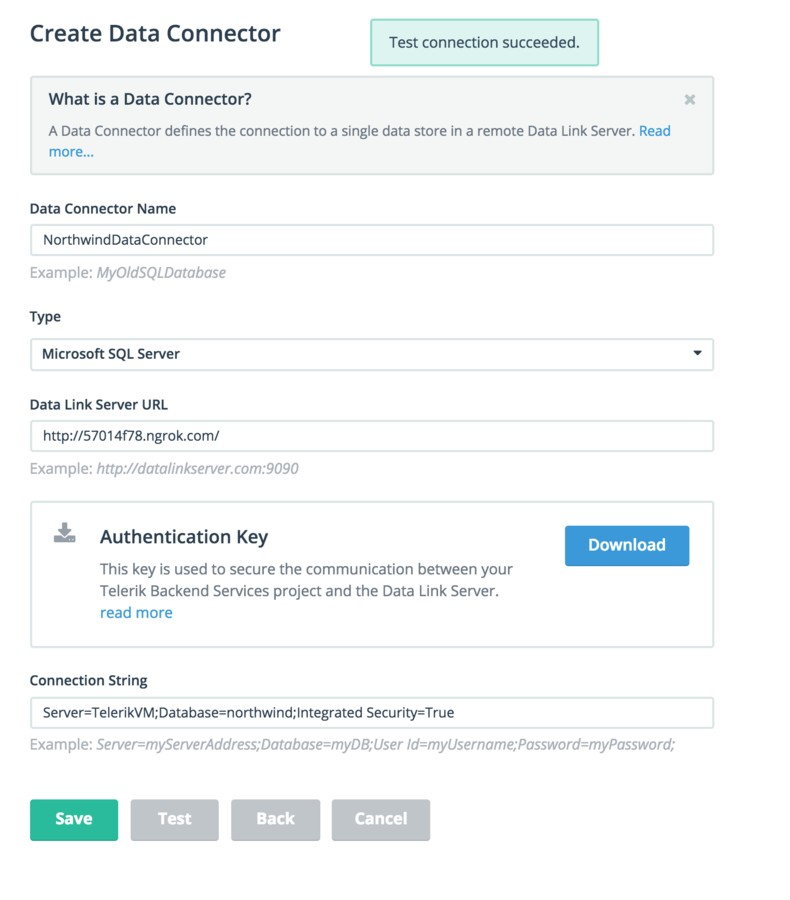 Create Data Connector
Test connection succeeded.
What is a Data Connector?
A Data Connector defines the connection to a single data store in a remote Data Link Server. Read
more...
Data Connector Name
NorthwindDataConnector
Example: MyOldSQLDatabase
Type
Microsoft SQL Server
Data Link Server URL
http://57014f78.ngrok.com/
Example: http://datalinkserver.com:9090
Authentication Key
Download
This key is used to secure the communication between your
Telerik Backend Services project and the Data Link Server.
read more
Connection String
Server=TelerikVM;Database=northwind;Integrated Security=True
Example: Server=myServerAddress;Database=myDB;User Id=myUsername;Password=myPassword;
Save Test Back Cancel